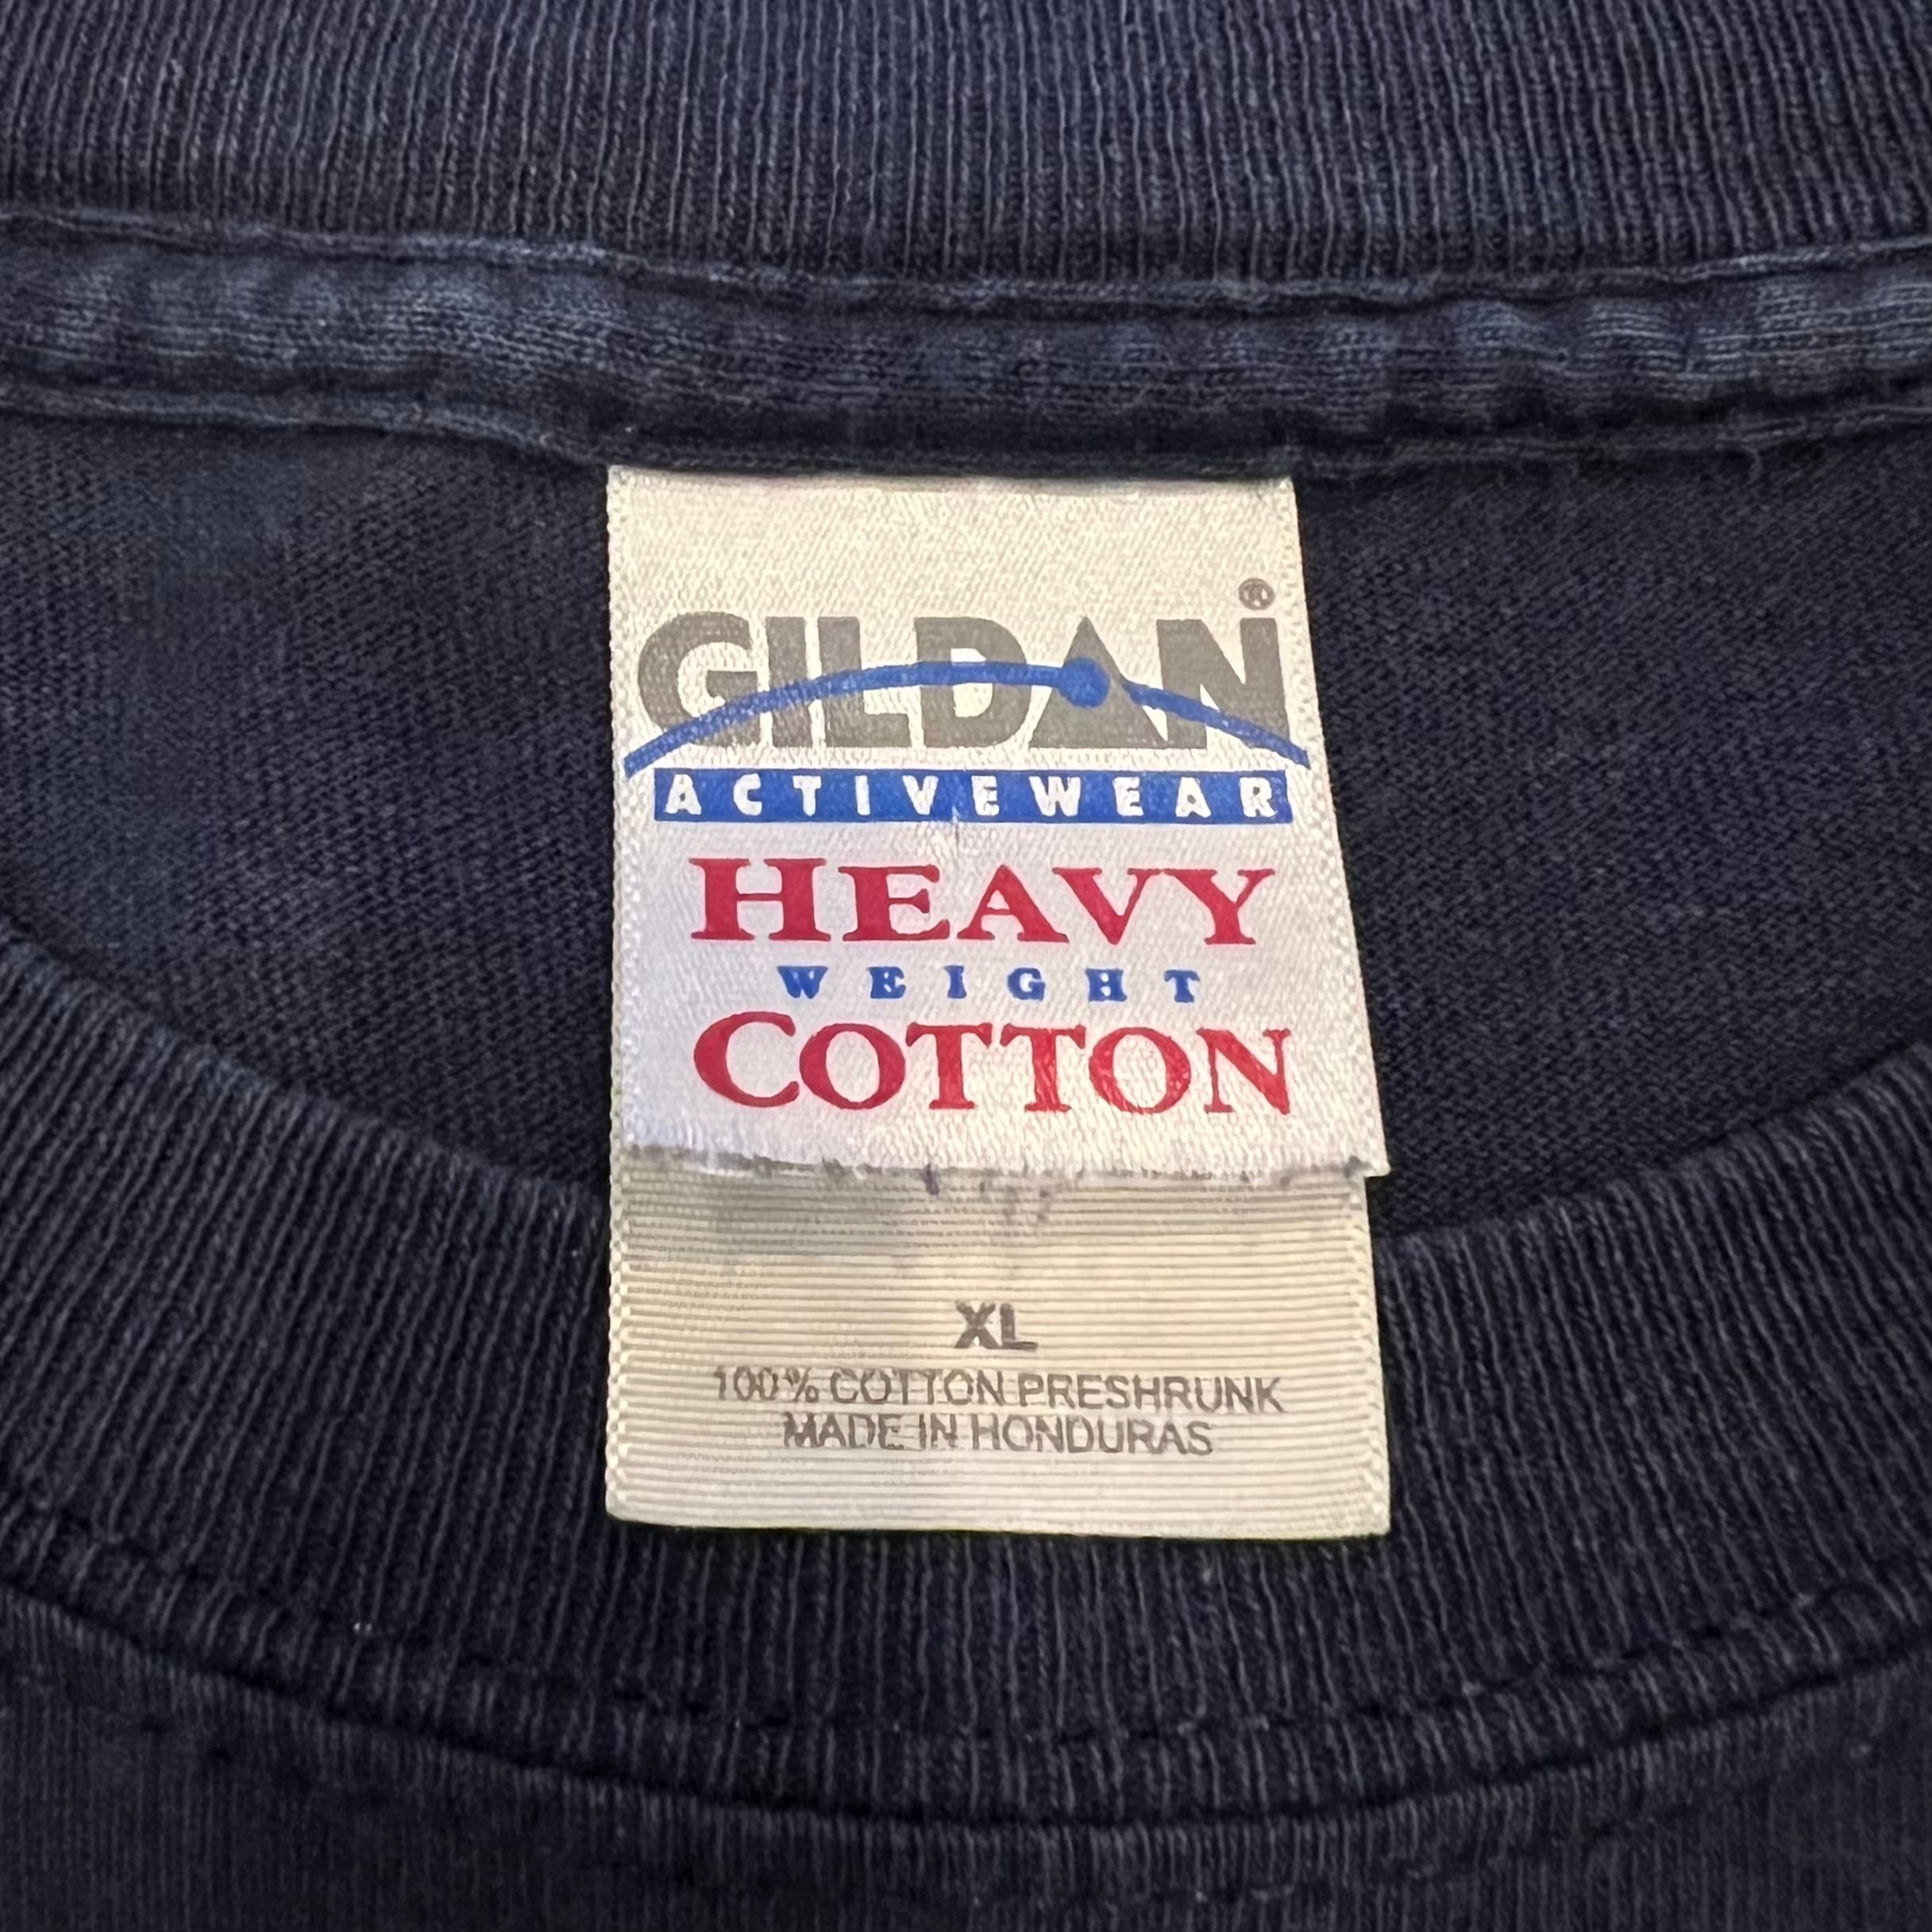 GILDAN®
ACTIVEWEAR
HEAVY
WEIGHT
COTTON
XL
100% COTTON PRESHRUNK
MADE IN HONDURAS